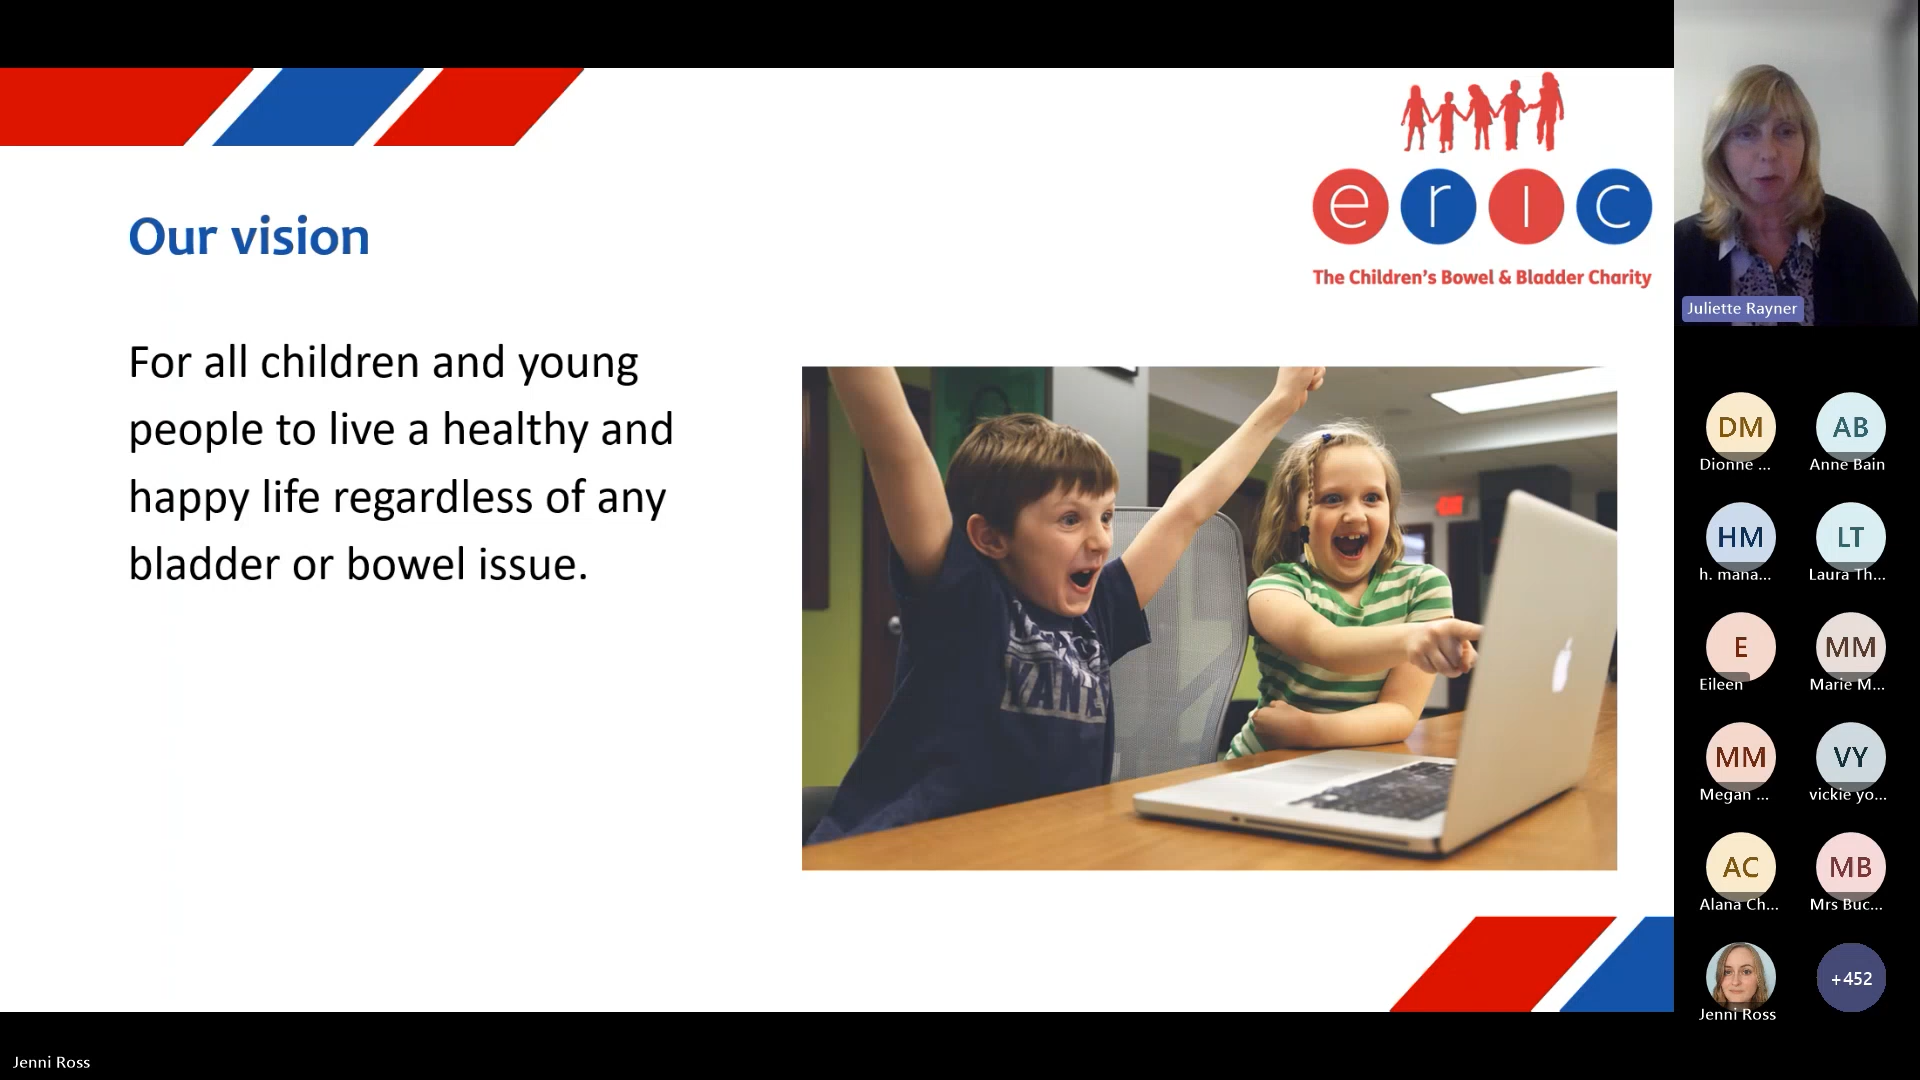 Our vision
For all children and young
people to live a healthy and
happy life regardless of any
bladder or bowel issue.
eric
The Children's Bowel & Bladder Charity
KANSAS
Juliette Rayner
DM
AB
Dionne ...
Anne Bain
HM
LT
h. mana...
Laura Th...
E
MM
Eileen
Marie M...
MM
VY
Megan ...
vickie yo...
AC
MB
Alana Ch...
Mrs Buc...
+452
Jenni Ross
Jenni Ross